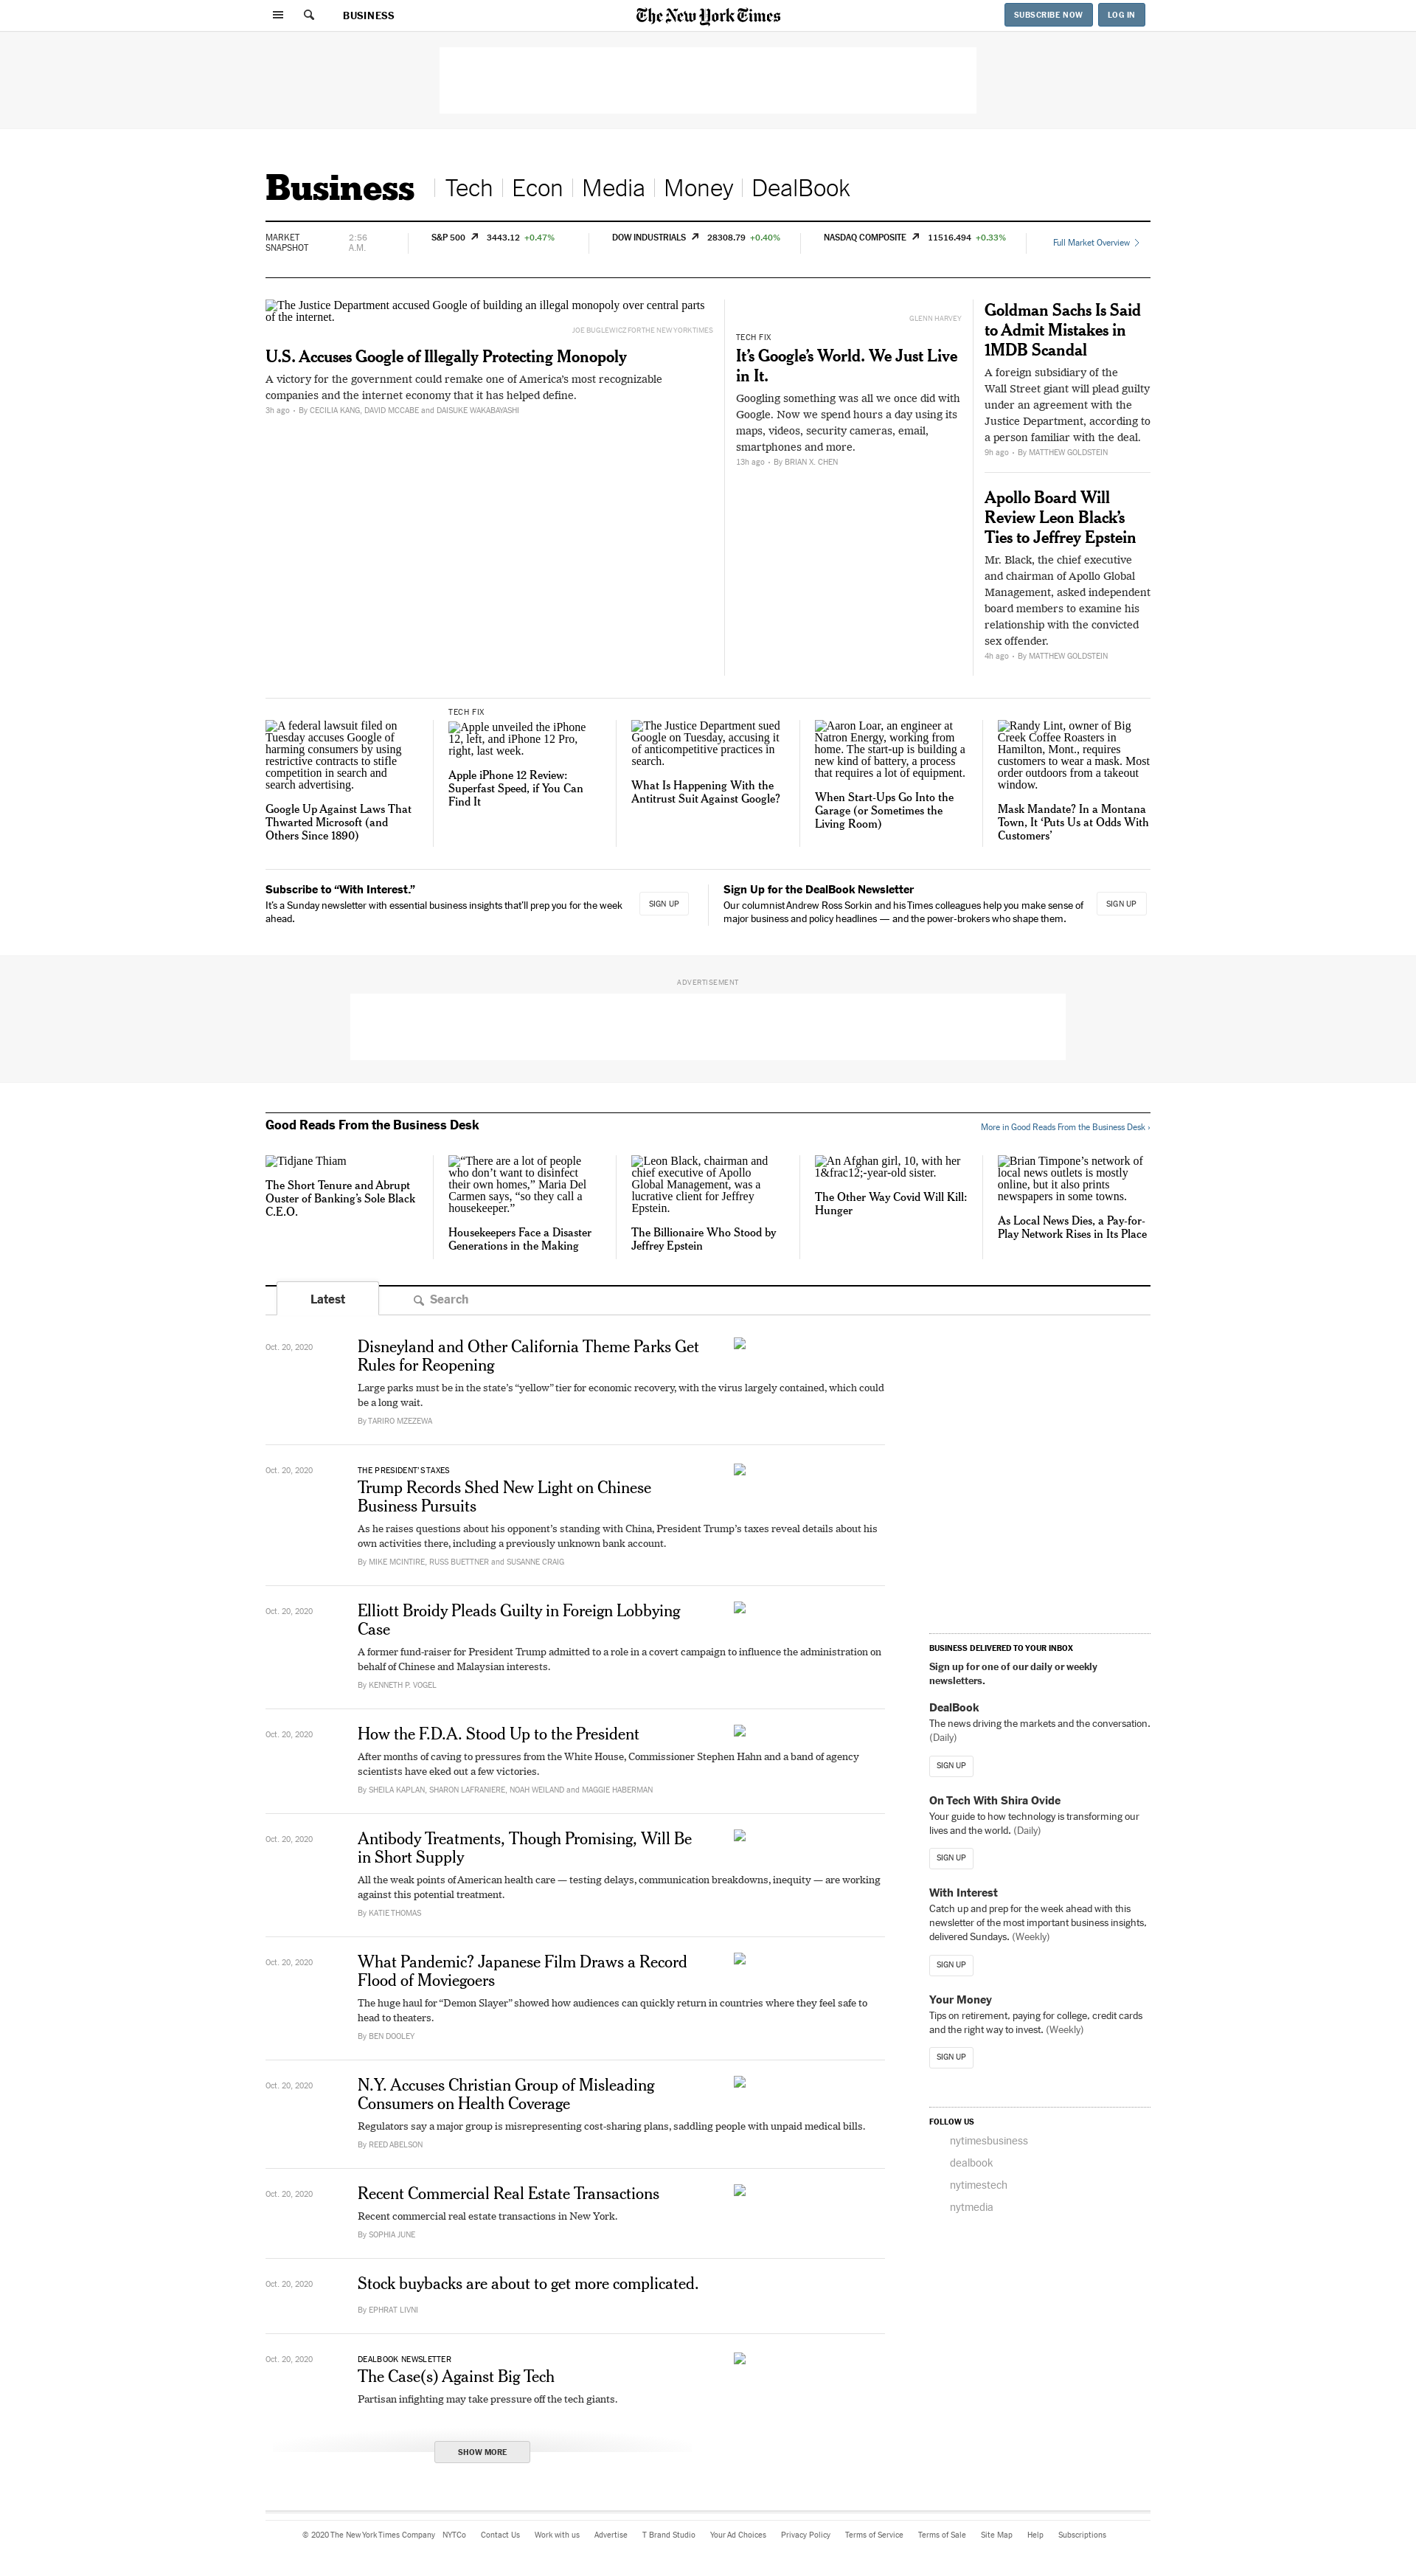 BUSINESS
The New York Times
SUBSCRIBE NOW
LOG IN
Business
Tech
Econ
Media
Money
DealBook
MARKET
SNAPSHOT
2:56
A.M.
S&P 500 3443.12 +0.47%
DOW INDUSTRIALS 28308.79 +0.40%
NASDAQ COMPOSITE 11516.494 +0.33%
Full Market Overview
The Justice Department accused Google of building an illegal monopoly over central parts
of the internet.
JOE BUGLEWICZ FOR THE NEW YORK TIMES
U.S. Accuses Google of Illegally Protecting Monopoly
A victory for the government could remake one of America's most recognizable
companies and the internet economy that it has helped define.
3h ago • By CECILIA KANG, DAVID MCCABE and DAISUKE WAKABAYASHI
GLENN HARVEY
TECH FIX
It's Google's World. We Just Live
in It.
Googling something was all we once did with
Google. Now we spend hours a day using its
maps, videos, security cameras, email,
smartphones and more.
13h ago • By BRIAN X. CHEN
Goldman Sachs Is Said
to Admit Mistakes in
1MDB Scandal
A foreign subsidiary of the
Wall Street giant will plead guilty
under an agreement with the
Justice Department, according to
a person familiar with the deal.
9h ago • By MATTHEW GOLDSTEIN
Apollo Board Will
Review Leon Black's
Ties to Jeffrey Epstein
Mr. Black, the chief executive
and chairman of Apollo Global
Management, asked independent
board members to examine his
relationship with the convicted
sex offender.
4h ago • By MATTHEW GOLDSTEIN
A federal lawsuit filed on
Tuesday accuses Google of
harming consumers by using
restrictive contracts to stifle
competition in search and
search advertising.
Google Up Against Laws That
Thwarted Microsoft (and
Others Since 1890)
TECH FIX
Apple unveiled the iPhone
12, left, and iPhone 12 Pro,
right, last week.
Apple iPhone 12 Review:
Superfast Speed, if You Can
Find It
The Justice Department sued
Google on Tuesday, accusing it
of anticompetitive practices in
search.
What Is Happening With the
Antitrust Suit Against Google?
Aaron Loar, an engineer at
Natron Energy, working from
home. The start-up is building a
new kind of battery, a process
that requires a lot of equipment.
When Start-Ups Go Into the
Garage (or Sometimes the
Living Room)
Randy Lint, owner of Big
Creek Coffee Roasters in
Hamilton, Mont., requires
customers to wear a mask. Most
order outdoors from a takeout
window.
Mask Mandate? In a Montana
Town, It 'Puts Us at Odds With
Customers'
Subscribe to “With Interest.”
It's a Sunday newsletter with essential business insights that'll prep you for the week
ahead.
SIGN UP
Sign Up for the DealBook Newsletter
Our columnist Andrew Ross Sorkin and his Times colleagues help you make sense of
major business and policy headlines — and the power-brokers who shape them.
SIGN UP
ADVERTISEMENT
Good Reads From the Business Desk
More in Good Reads From the Business Desk ›
Tidjane Thiam
The Short Tenure and Abrupt
Ouster of Banking's Sole Black
C.E.O.
“There are a lot of people
who don't want to disinfect
their own homes,” Maria Del
Carmen says, “so they call a
housekeeper.”
Housekeepers Face a Disaster
Generations in the Making
Leon Black, chairman and
chief executive of Apollo
Global Management, was a
lucrative client for Jeffrey
Epstein.
The Billionaire Who Stood by
Jeffrey Epstein
An Afghan girl, 10, with her
1&frac12;-year-old sister.
The Other Way Covid Will Kill:
Hunger
Brian Timpone's network of
local news outlets is mostly
online, but it also prints
newspapers in some towns.
As Local News Dies, a Pay-for-
Play Network Rises in Its Place
Latest
Search
Oct. 20, 2020
Disneyland and Other California Theme Parks Get
Rules for Reopening
Large parks must be in the state's “yellow” tier for economic recovery, with the virus largely contained, which could
be a long wait.
By TARIRO MZEZEWA
Oct. 20, 2020
THE PRESIDENT'S TAXES
Trump Records Shed New Light on Chinese
Business Pursuits
As he raises questions about his opponent's standing with China, President Trump's taxes reveal details about his
own activities there, including a previously unknown bank account.
By MIKE MCINTIRE, RUSS BUETTNER and SUSANNE CRAIG
Oct. 20, 2020
Elliott Broidy Pleads Guilty in Foreign Lobbying
Case
A former fund-raiser for President Trump admitted to a role in a covert campaign to influence the administration on
behalf of Chinese and Malaysian interests.
By KENNETH P. VOGEL
Oct. 20, 2020
How the F.D.A. Stood Up to the President
After months of caving to pressures from the White House, Commissioner Stephen Hahn and a band of agency
scientists have eked out a few victories.
By SHEILA KAPLAN, SHARON LAFRANIERE, NOAH WEILAND and MAGGIE HABERMAN
Oct. 20, 2020
Antibody Treatments, Though Promising, Will Be
in Short Supply
All the weak points of American health care — testing delays, communication breakdowns, inequity — are working
against this potential treatment.
By KATIE THOMAS
Oct. 20, 2020
What Pandemic? Japanese Film Draws a Record
Flood of Moviegoers
The huge haul for “Demon Slayer” showed how audiences can quickly return in countries where they feel safe to
head to theaters.
By BEN DOOLEY
Oct. 20, 2020
N.Y. Accuses Christian Group of Misleading
Consumers on Health Coverage
Regulators say a major group is misrepresenting cost-sharing plans, saddling people with unpaid medical bills.
By REED ABELSON
Oct. 20, 2020
Recent Commercial Real Estate Transactions
Recent commercial real estate transactions in New York.
By SOPHIA JUNE
Oct. 20, 2020
Stock buybacks are about to get more complicated.
By EPHRAT LIVNI
Oct. 20, 2020
DEALBOOK NEWSLETTER
The Case(s) Against Big Tech
Partisan infighting may take pressure off the tech giants.
SHOW MORE
BUSINESS DELIVERED TO YOUR INBOX
Sign up for one of our daily or weekly
newsletters.
DealBook
The news driving the markets and the conversation.
(Daily)
SIGN UP
On Tech With Shira Ovide
Your guide to how technology is transforming our
lives and the world. (Daily)
SIGN UP
With Interest
Catch up and prep for the week ahead with this
newsletter of the most important business insights,
delivered Sundays. (Weekly)
SIGN UP
Your Money
Tips on retirement, paying for college, credit cards
and the right way to invest. (Weekly)
SIGN UP
FOLLOW US
nytimesbusiness
dealbook
nytimestech
nytmedia
© 2020 The New York Times Company NYTCo Contact Us Work with us Advertise T Brand Studio Your Ad Choices Privacy Policy Terms of Service Terms of Sale Site Map Help Subscriptions